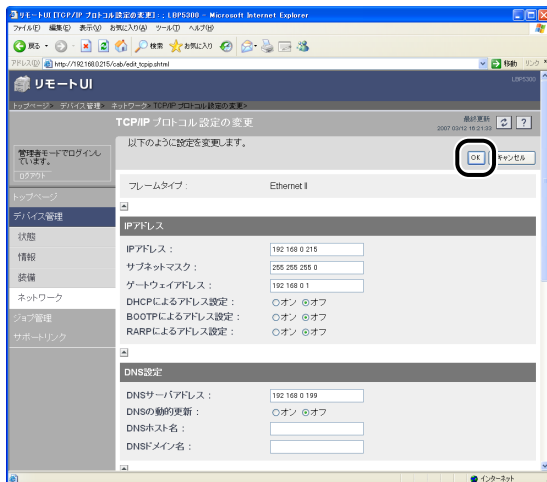 リモートUI [TCP/IP プロトコル設定の変更] : ; LBP5300 - Microsoft Internet Explorer
ファイル(F) 編集(E) 表示(V) お気に入り(A) ツール(T) ヘルプ(H)
戻る 検索 お気に入り
アドレス(D) http://192.168.0.215/cab/edit_tcpip.shtml 移動 リンク
リモートUI LBP5300
トップページ> デバイス管理> ネットワーク> TCP/IP プロトコル設定の変更>
TCP/IP プロトコル設定の変更 最終更新
2007 03/12 16:21:33 ?
以下のように設定を変更します。
OK キャンセル
管理者モードでログインしています。
ログアウト
トップページ
デバイス管理
状態
情報
装備
ネットワーク
ジョブ管理
サポートリンク
フレームタイプ : Ethernet II
IPアドレス
IPアドレス : 192.168.0.215
サブネットマスク : 255.255.255.0
ゲートウェイアドレス : 192.168.0.1
DHCPによるアドレス設定 : オン オフ
BOOTPによるアドレス設定 : オン オフ
RARPによるアドレス設定 : オン オフ
DNS設定
DNSサーバアドレス : 192.168.0.199
DNSの動的更新 : オン オフ
DNSホスト名 :
DNSドメイン名 :
インターネット